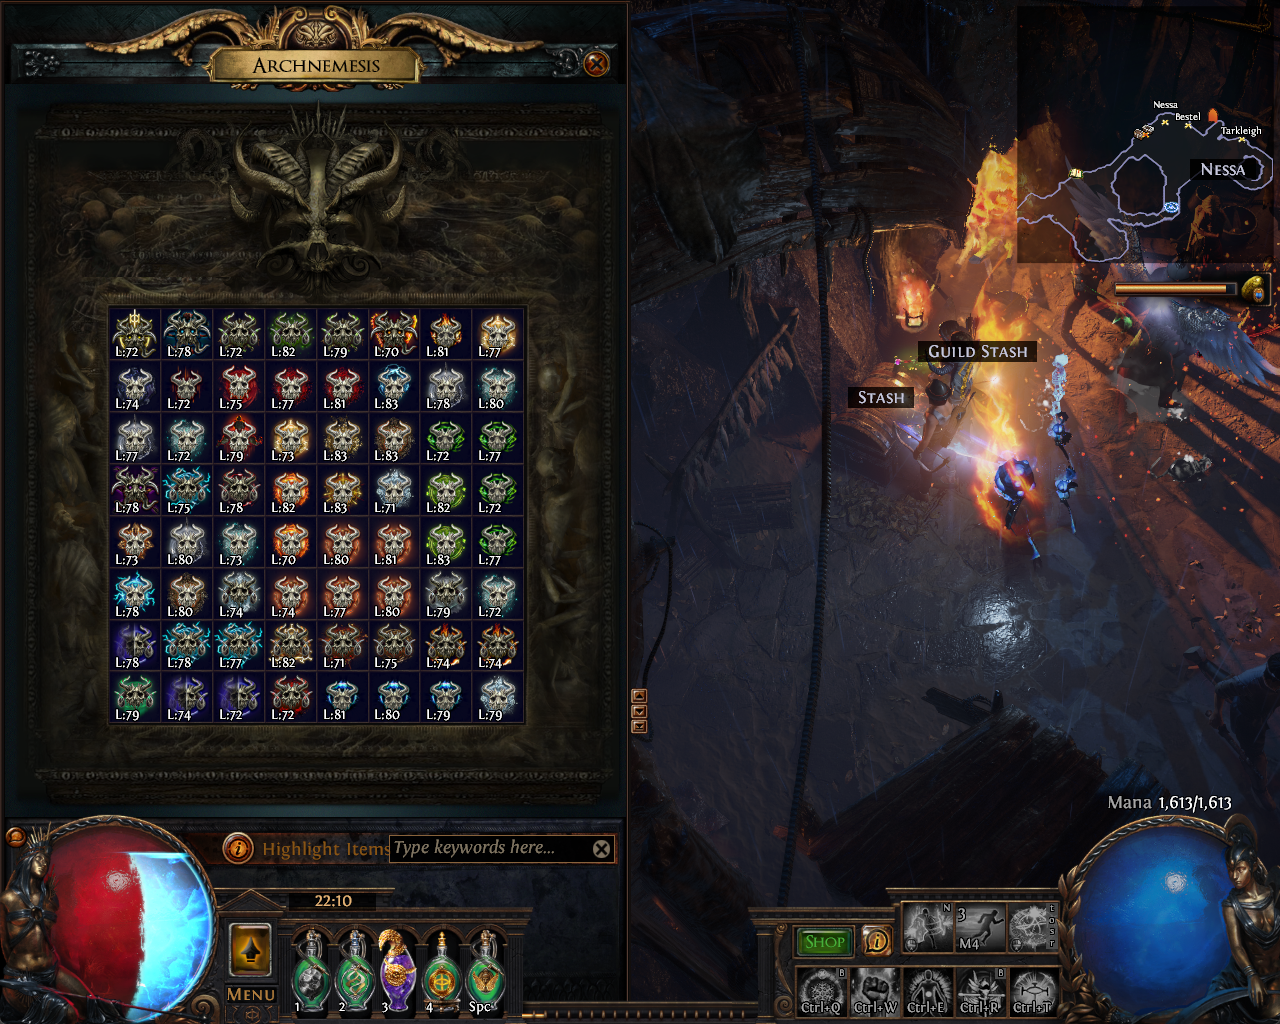 Archnemesis
L:72 L:78 L:72 L:82 L:79 L:70 L:81 L:77
L:74 L:72 L:75 L:77 L:81 L:83 L:78 L:80
L:77 L:72 L:79 L:73 L:83 L:83 L:72 L:77
L:78 L:75 L:78 L:82 L:83 L:71 L:82 L:72
L:73 L:80 L:73 L:70 L:80 L:81 L:83 L:77
L:78 L:80 L:74 L:74 L:77 L:80 L:79 L:72
L:78 L:78 L:77 L:82 L:71 L:75 L:74 L:74
L:79 L:74 L:72 L:72 L:81 L:80 L:79 L:79
Highlight Items
Type keywords here...
22:10
Menu
1 2 3 4 Spc
Nessa
Bestel
Tarkleigh
Nessa
Guild Stash
Stash
Mana 1,613/1,613
Shop
N
3
M4
B B
Ctrl+Q Ctrl+W Ctrl+E Ctrl+R Ctrl+T